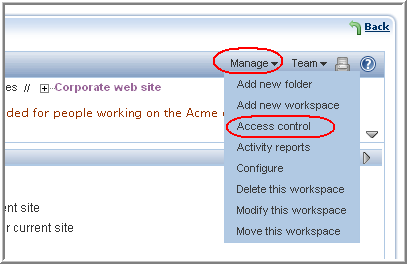 Back
Manage Team
es // Corporate web site
ded for people working on the Acme
Add new folder
Add new workspace
Access control
Activity reports
Configure
Delete this workspace
Modify this workspace
Move this workspace
ent site
r current site